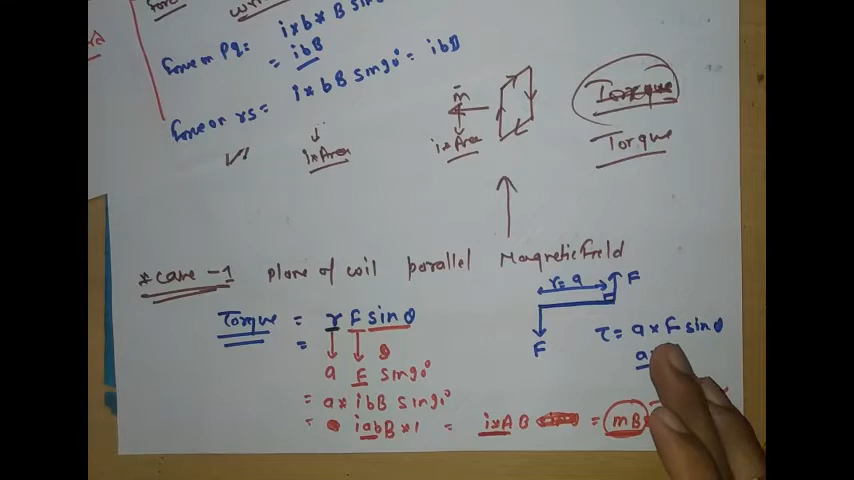 Force on PQ = i×b×B sin
= ibB
Force on rs = i×bB sin90° = ibB
m
i×Area
i×Area
Torque
Torque
*case-1 plane of coil parallel Magnetic field
Torque = r F sinθ
=
a F sin90°
= a× ibB sin90°
= iabB×1 = i×A B = mB
r=a F
F
τ= a×F sinθ